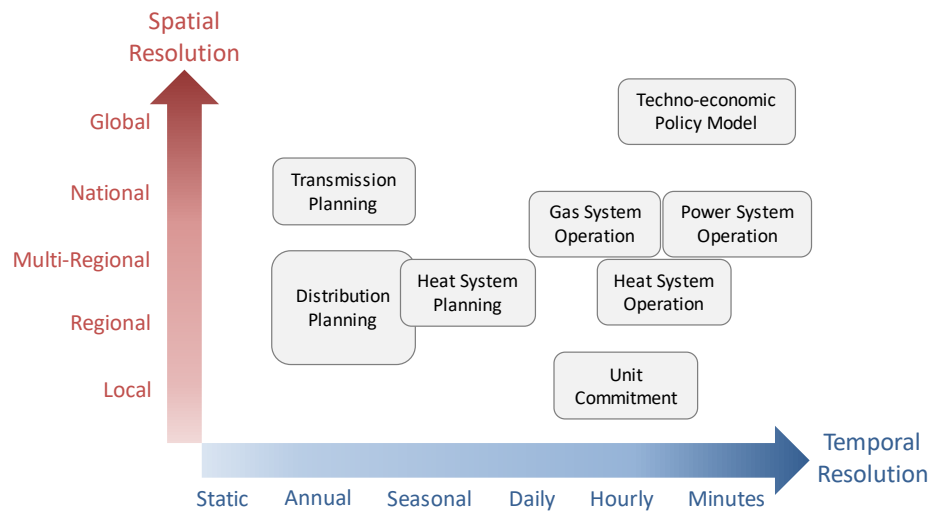 Spatial
Resolution
Global
National
Multi-Regional
Regional
Local
Techno-economic
Policy Model
Transmission
Planning
Gas System
Operation
Power System
Operation
Distribution
Planning
Heat System
Planning
Heat System
Operation
Unit
Commitment
Temporal
Resolution
Static Annual Seasonal Daily Hourly Minutes